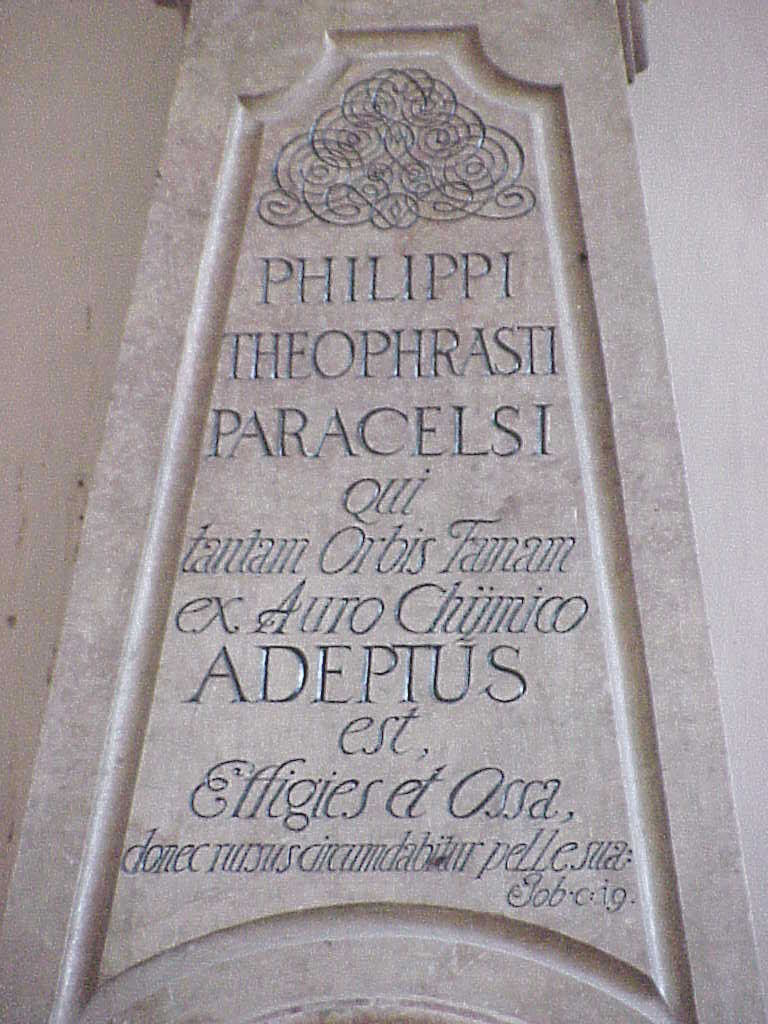 PHILIPPI
THEOPHRASTI
PARACELSI
qui
tantam Orbis Famam
ex Auro Chÿmico
ADEPTUS
est,
Effigies et Ossa,
donec rursus circumdabitur pelle sua:
Job. c: 19.